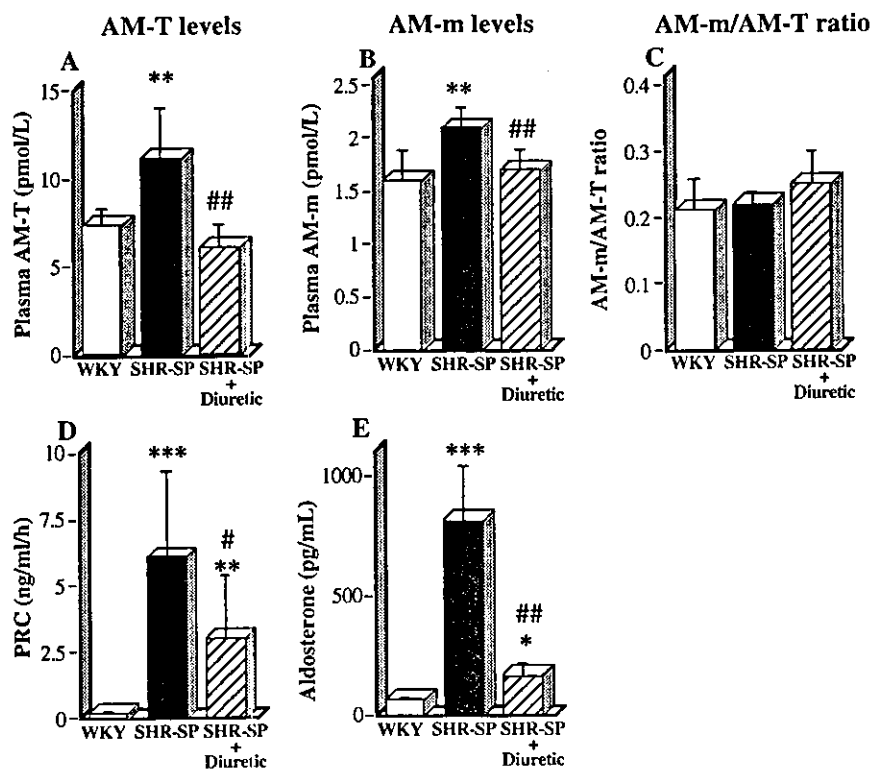 AM-T levels
AM-m levels
AM-m/AM-T ratio
A
Plasma AM-T (pmol/L)
15
10
5
0
**
##
WKY SHR-SP SHR-SP
+
Diuretic
B
Plasma AM-m (pmol/L)
2.5
2
1.5
1
0.5
0
**
##
WKY SHR-SP SHR-SP
+
Diuretic
C
AM-m/AM-T ratio
0.4
0.3
0.2
0.1
0
WKY SHR-SP SHR-SP
+
Diuretic
D
PRC (ng/ml/h)
10
7.5
5
2.5
0
***
#
**
WKY SHR-SP SHR-SP
+
Diuretic
E
Aldosterone (pg/mL)
1000
500
0
***
##
*
WKY SHR-SP SHR-SP
+
Diuretic